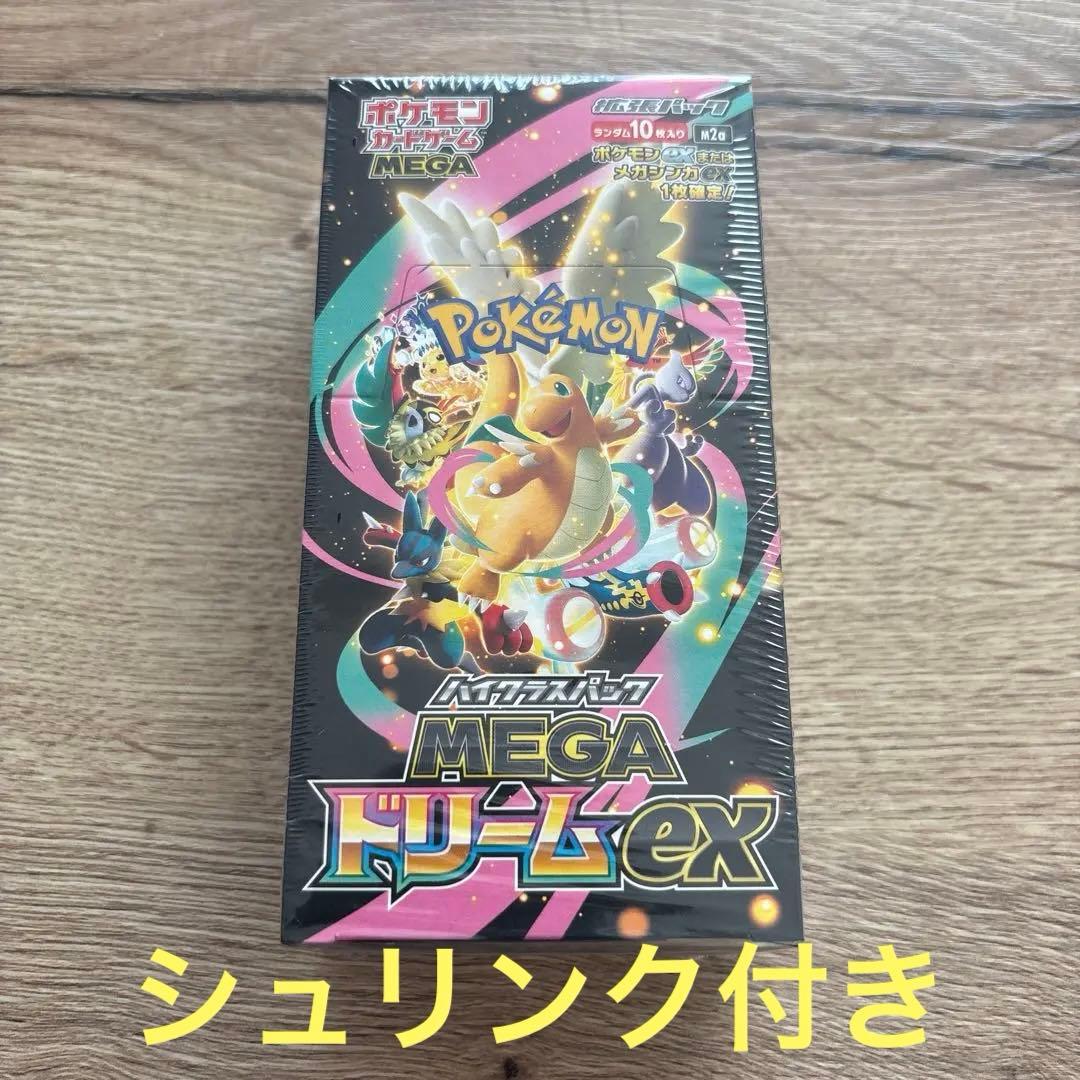 ポケモン
カードゲーム
MEGA
拡張パック
ランダム10枚入り M2a
ポケモンexまたは
メガシンカex
1枚確定!
POKÉMON
ハイクラスパック
MEGA
ドリームex
シュリンク付き